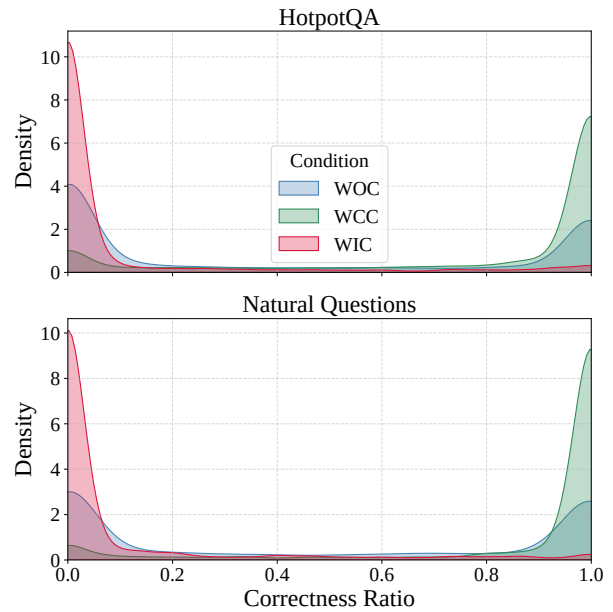 HotpotQA
10
8
6
4
2
0
Density
Condition
WOC
WCC
WIC
Natural Questions
10
8
6
4
2
0
Density
0.0 0.2 0.4 0.6 0.8 1.0
Correctness Ratio